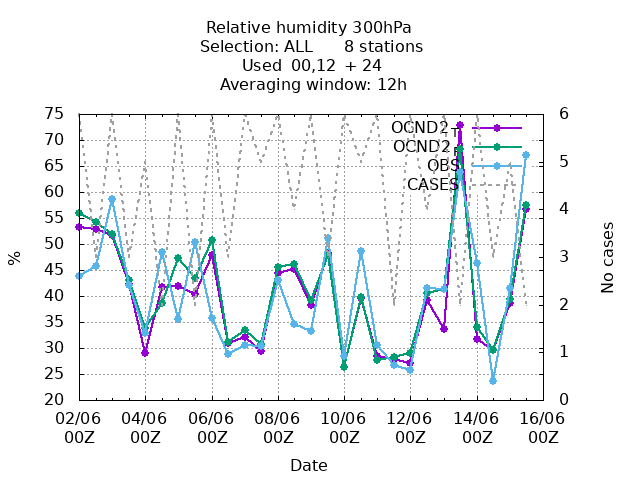 Relative humidity 300hPa
Selection: ALL 8 stations
Used 00,12 + 24
Averaging window: 12h
75
70
65
60
55
50
45
40
35
30
25
20
%
6
5
4
3
2
1
0
No cases
OCND2_T
OCND2_F
OBS
CASES
02/06 04/06 06/06 08/06 10/06 12/06 14/06 16/06
00Z 00Z 00Z 00Z 00Z 00Z 00Z 00Z
Date